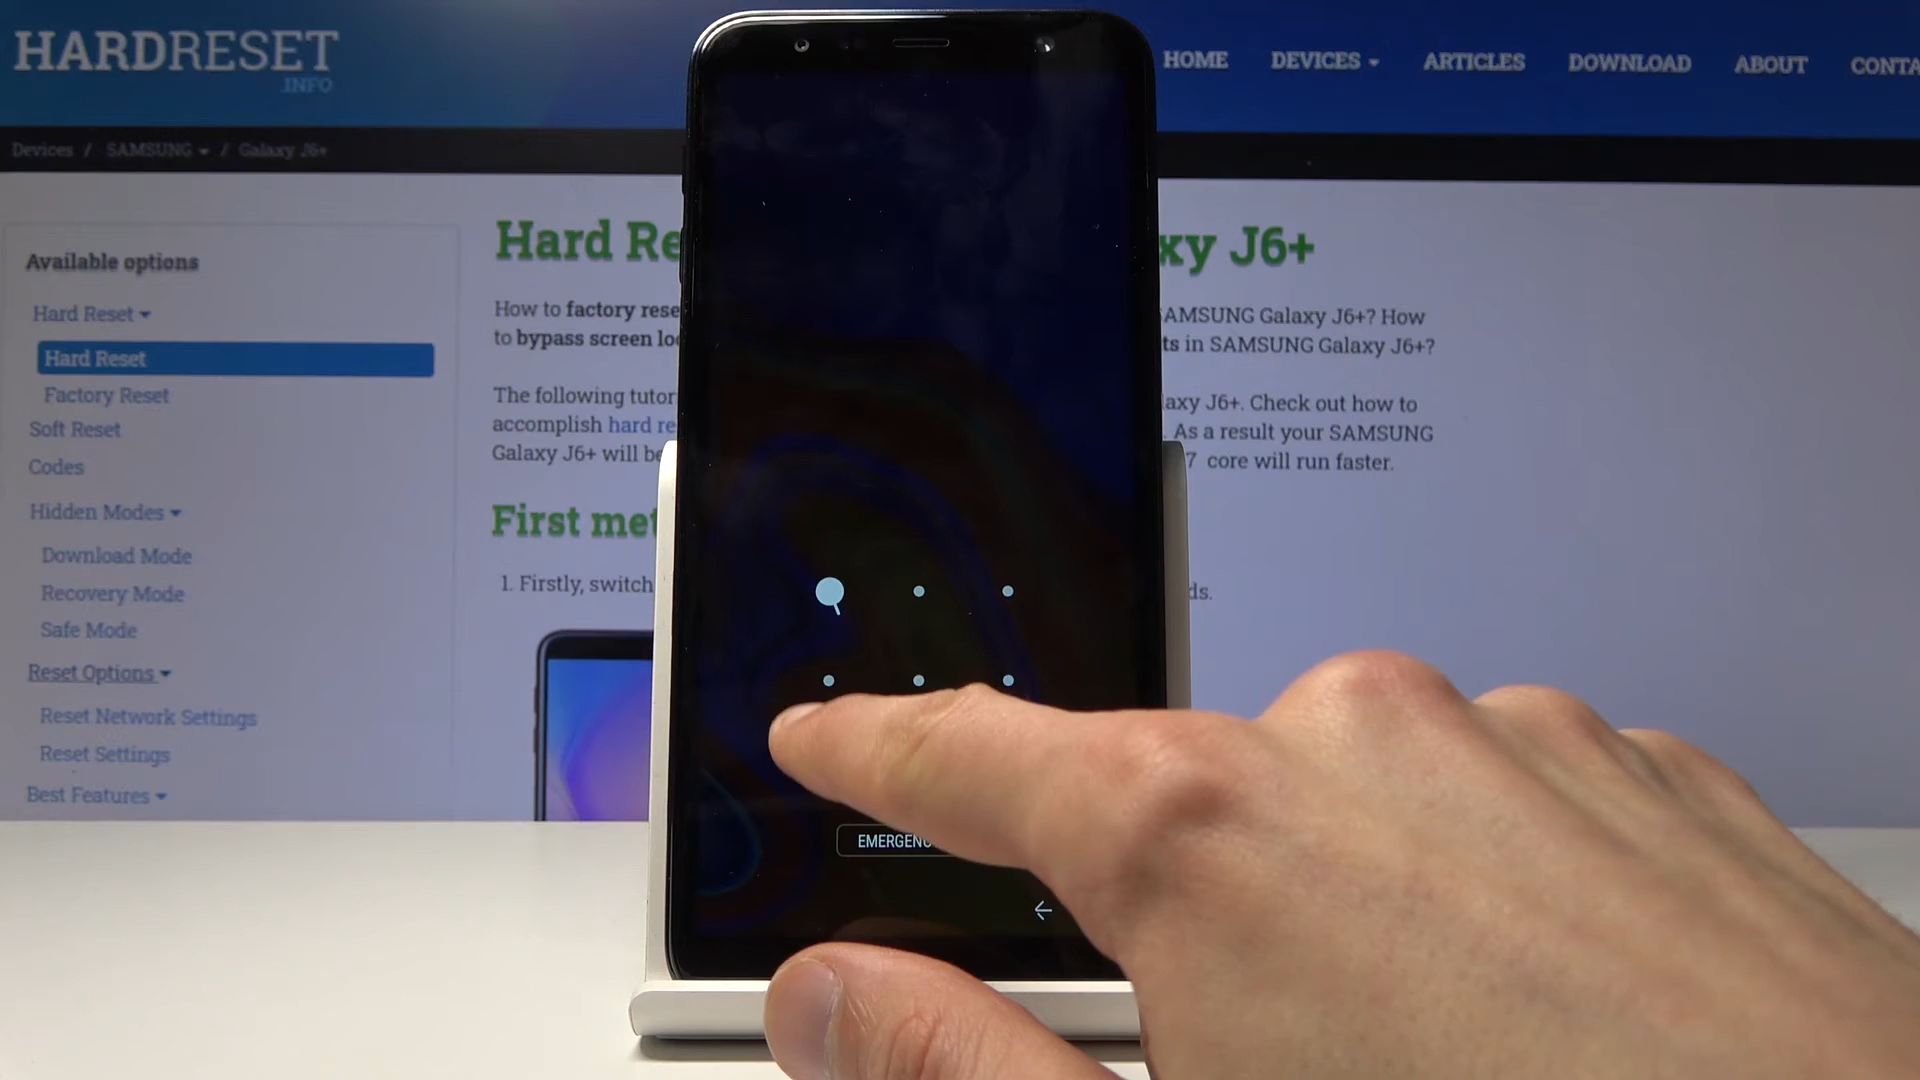 HARDRESET
.INFO
HOME DEVICES ARTICLES DOWNLOAD ABOUT CONTA
Devices / SAMSUNG / Galaxy J6+
Available options
Hard Reset
Hard Reset
Factory Reset
Soft Reset
Codes
Hidden Modes
Download Mode
Recovery Mode
Safe Mode
Reset Options
Reset Network Settings
Reset Settings
Best Features
Hard Re xy J6+
How to factory rese SAMSUNG Galaxy J6+? How
to bypass screen lo ts in SAMSUNG Galaxy J6+?
The following tutor laxy J6+. Check out how to
accomplish hard re . As a result your SAMSUNG
Galaxy J6+ will be 7 core will run faster.
First met
1. Firstly, switch ds.
EMERGENC